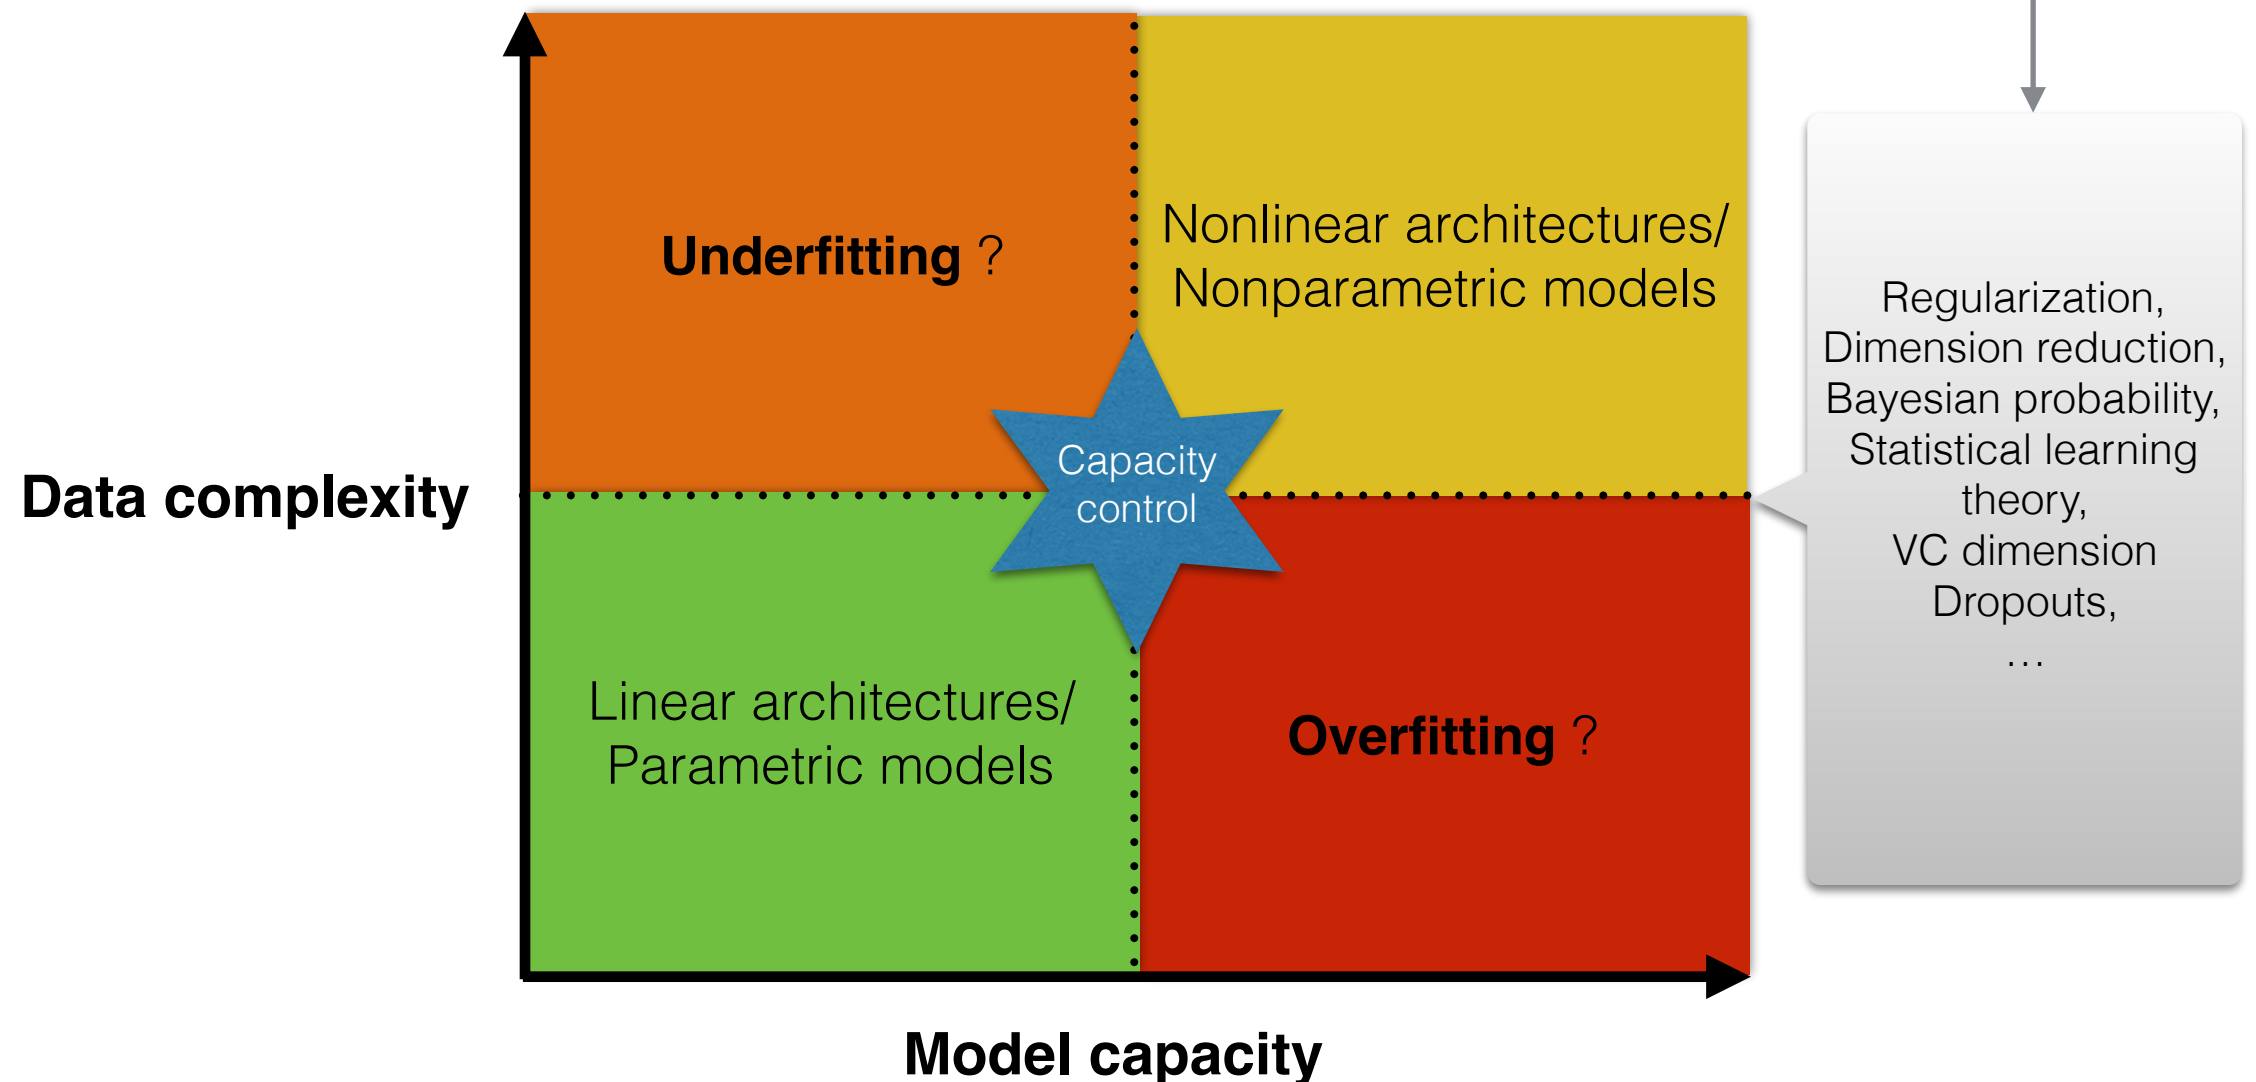 Underfitting ?
Nonlinear architectures/
Nonparametric models
Data complexity
Capacity
control
Linear architectures/
Parametric models
Overfitting ?
Model capacity
Regularization,
Dimension reduction,
Bayesian probability,
Statistical learning
theory,
VC dimension
Dropouts,
...